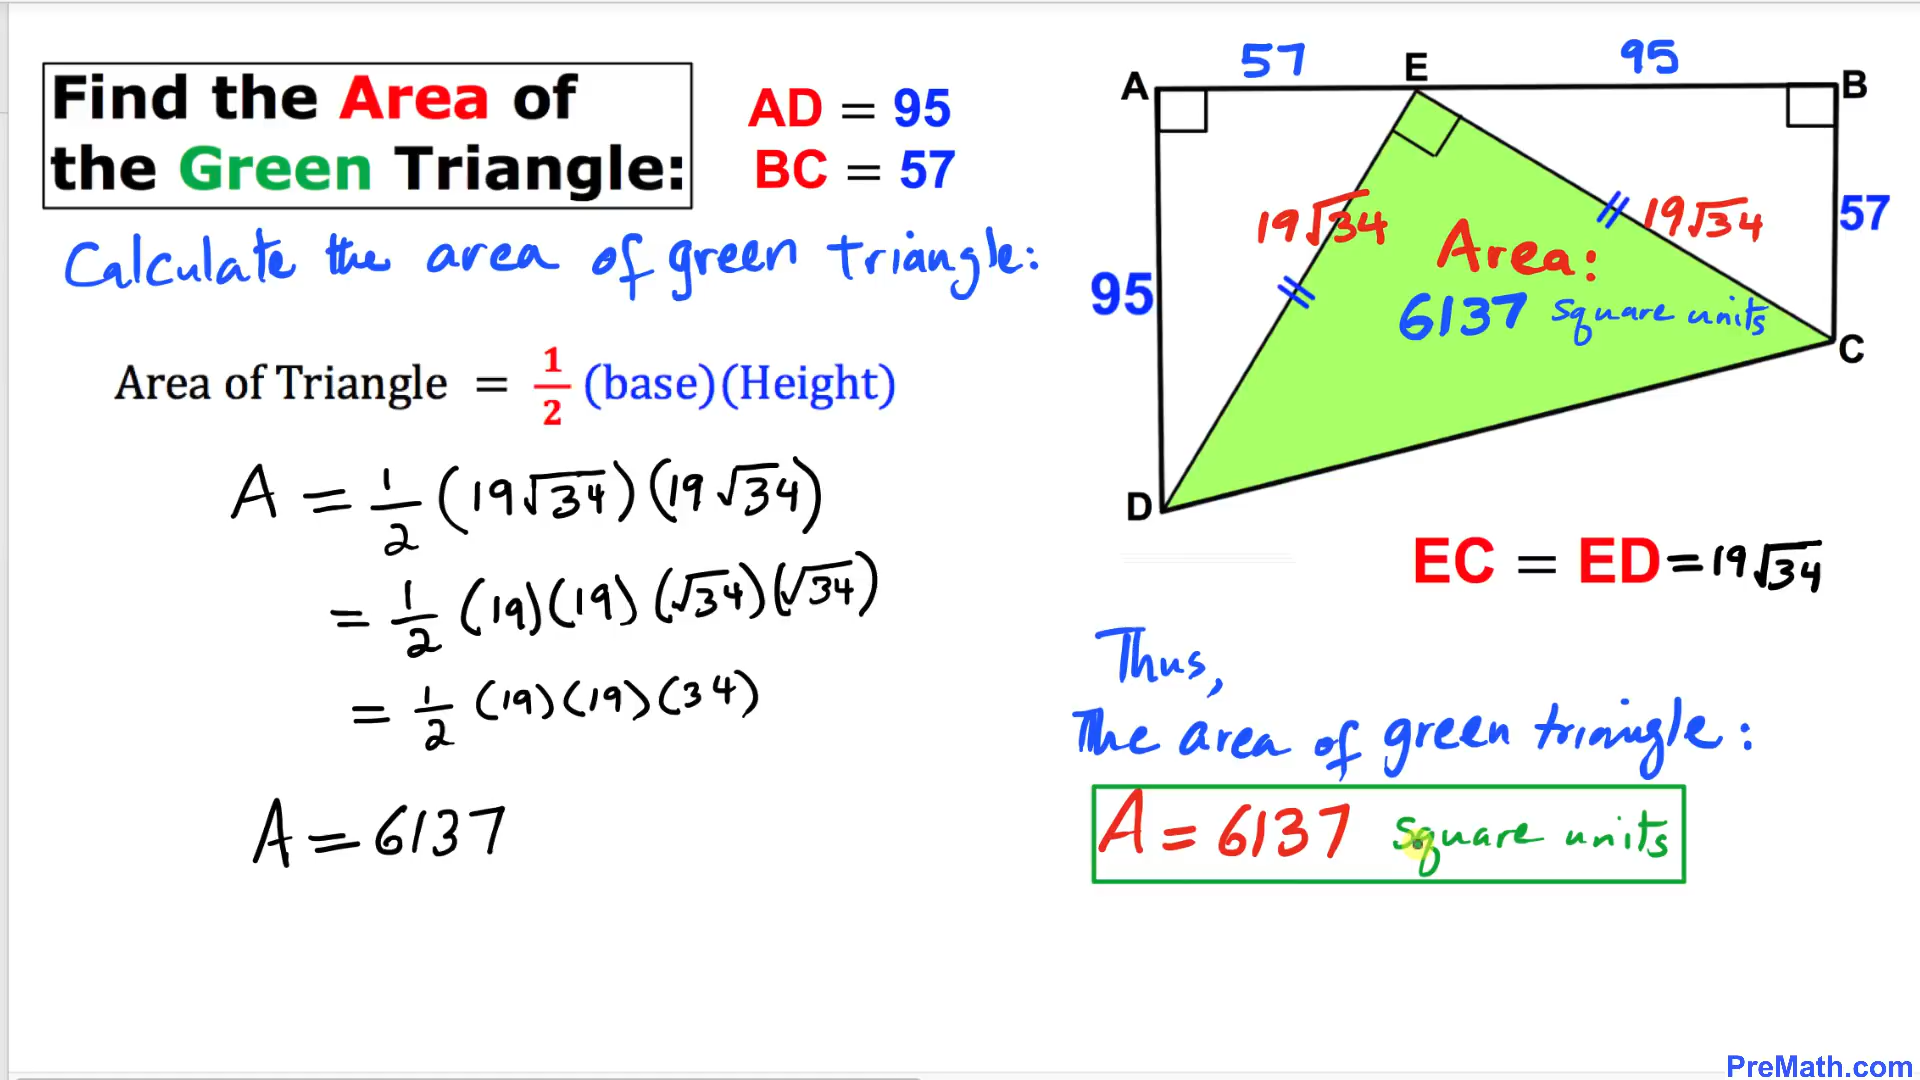 Find the Area of
the Green Triangle:
AD = 95
BC = 57
Calculate the area of green triangle:
Area of Triangle = 1/2 (base)(Height)
A = 1/2 (19√34)(19√34)
= 1/2 (19)(19)(√34)(√34)
= 1/2 (19)(19)(34)
A = 6137
57
E
95
A
B
19√34
19√34
57
Area:
95
6137 square units
C
D
EC = ED = 19√34
Thus,
The area of green triangle:
A = 6137 square units
PreMath.com